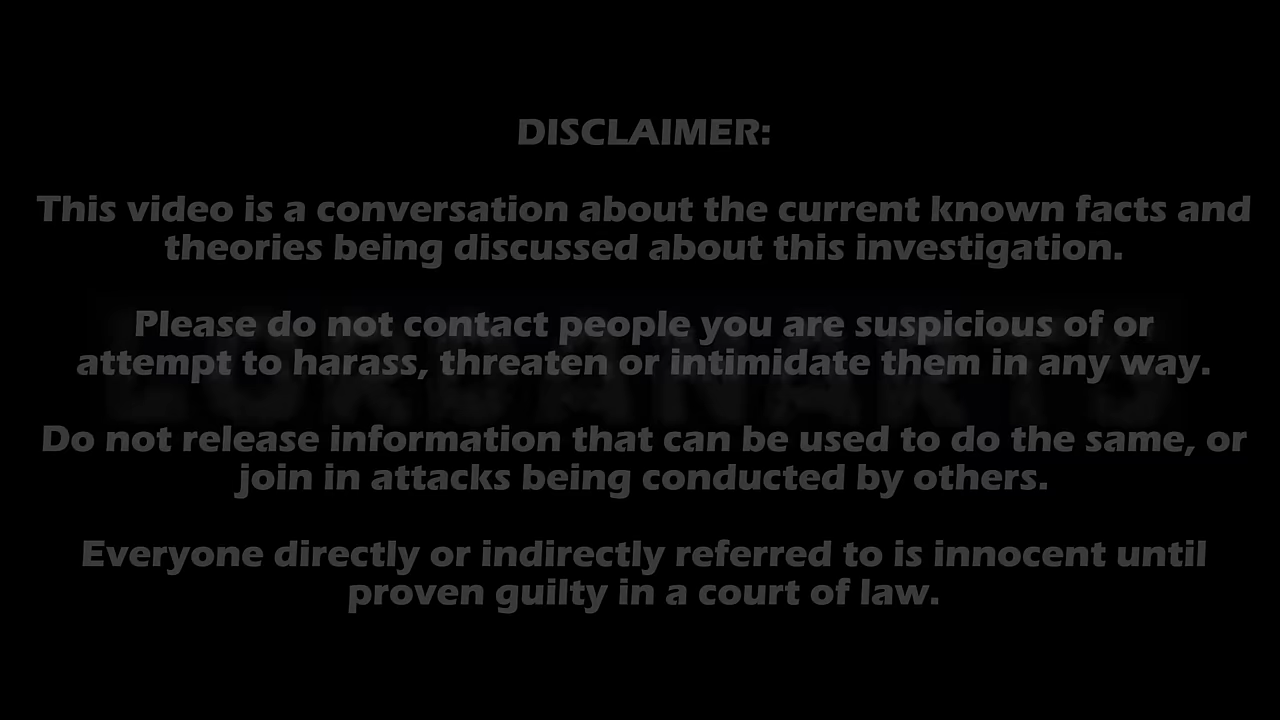 DISCLAIMER:
This video is a conversation about the current known facts and
theories being discussed about this investigation.
Please do not contact people you are suspicious of or
attempt to harass, threaten or intimidate them in any way.
Do not release information that can be used to do the same, or
join in attacks being conducted by others.
Everyone directly or indirectly referred to is innocent until
proven guilty in a court of law.